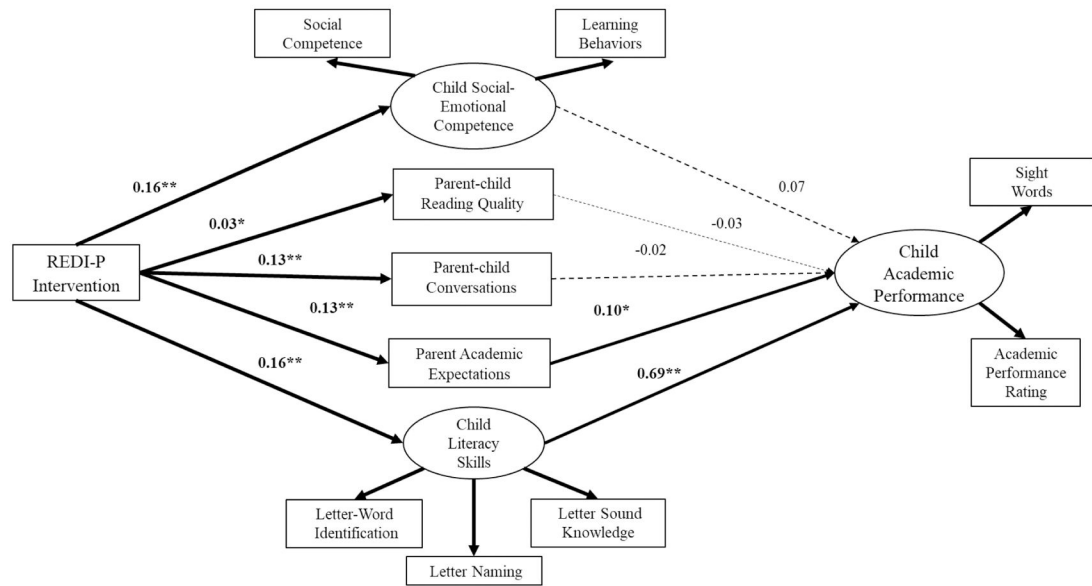 Social
Competence
Learning
Behaviors
Child Social-
Emotional
Competence
0.16**
Parent-child
Reading Quality
0.07
Sight
Words
0.03*
-0.03
REDI-P
Intervention
0.13**
Parent-child
Conversations
-0.02
Child
Academic
Performance
0.13**
0.10*
Parent Academic
Expectations
0.16**
0.69**
Academic
Performance
Rating
Child
Literacy
Skills
Letter-Word
Identification
Letter Sound
Knowledge
Letter Naming